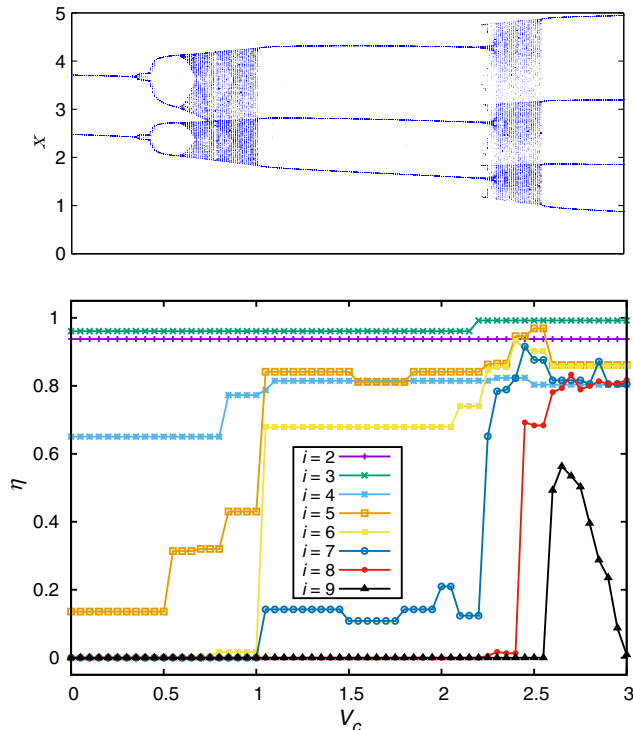 5
4
3
2
1
0
x
1
0.8
0.6
0.4
0.2
0
η
i = 2
i = 3
i = 4
i = 5
i = 6
i = 7
i = 8
i = 9
0 0.5 1 1.5 2 2.5 3
V_c